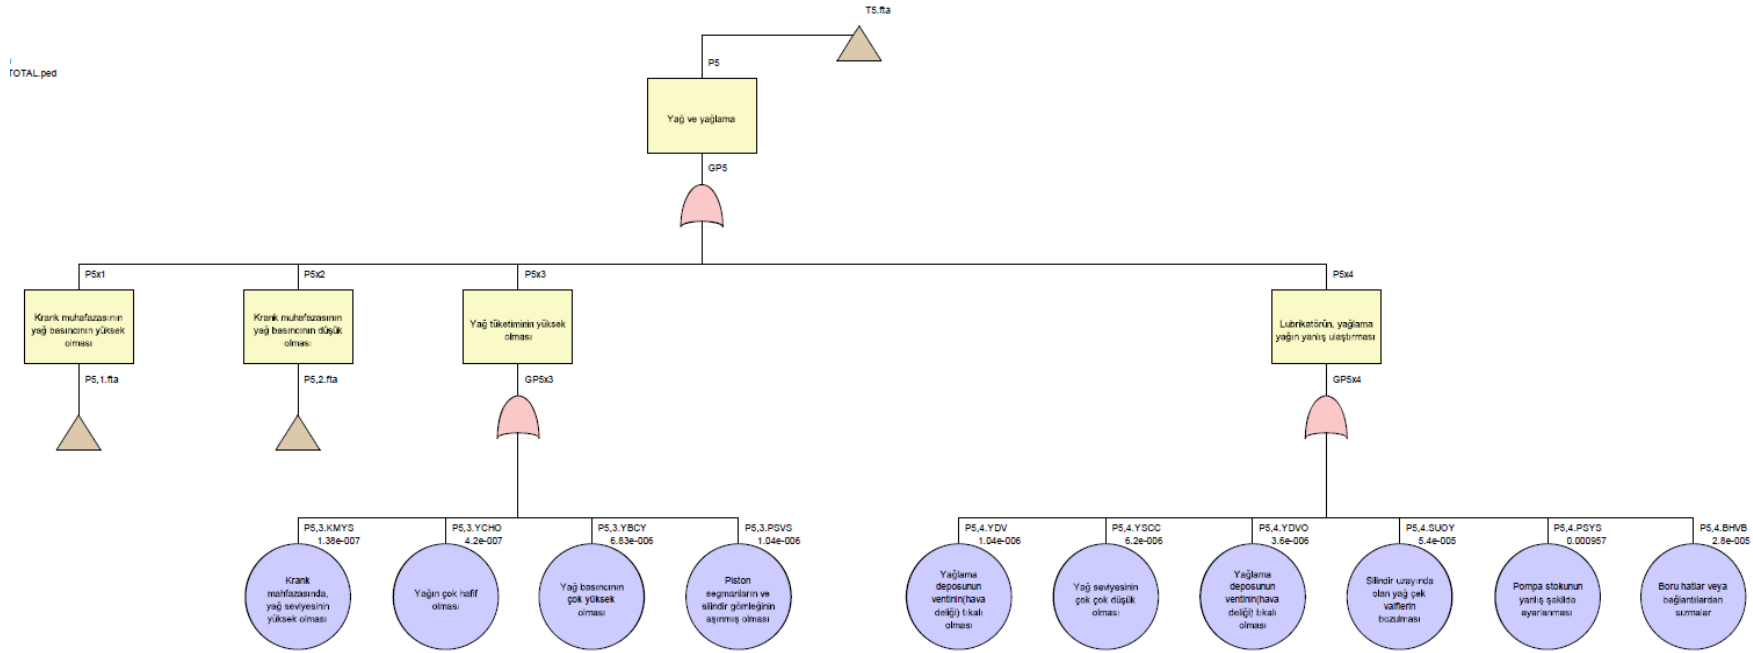 T5.fta
TOTAL.ped
P5
Yağ ve yağlama
GP5
P5x1
P5x2
P5x3
P5x4
Krank muhafazasının
yağ basıncının yüksek
olması
Krank muhafazasının
yağ basıncının düşük
olması
Yağ tüketiminin yüksek
olması
Lubrikatörün, yağlama
yağın yanlış ulaştırması
P5,1.fta
P5,2.fta
GP5x3
GP5x4
P5,3.KMYS
1.38e-007
P5,3.YCHO
4.2e-007
P5,3.YBCY
6.83e-006
P5,3.PSVS
1.04e-006
P5,4.YDV
1.04e-006
P5,4.YSCC
6.2e-006
P5,4.YDVO
3.6e-006
P5,4.SUOY
5.4e-005
P5,4.PSYS
0.000957
P5,4.BHVB
2.8e-005
Krank
mahfazasında,
yağ seviyesinin
yüksek olması
Yağın çok hafif
olması
Yağ basıncının
çok yüksek
olması
Piston
segmanların ve
silindir gömleğinin
aşınmış olması
Yağlama
deposunun
ventinin(hava
deliği) tıkalı
olması
Yağ seviyesinin
çok çok düşük
olması
Yağlama
deposunun
ventinin(hava
deliği) tıkalı
olması
Silindir uzayında
olan yağ çek
valflerin
bozulması
Pompa stokunun
yanlış şekilde
ayarlanması
Boru hatlar veya
bağlantılardan
sızmalar